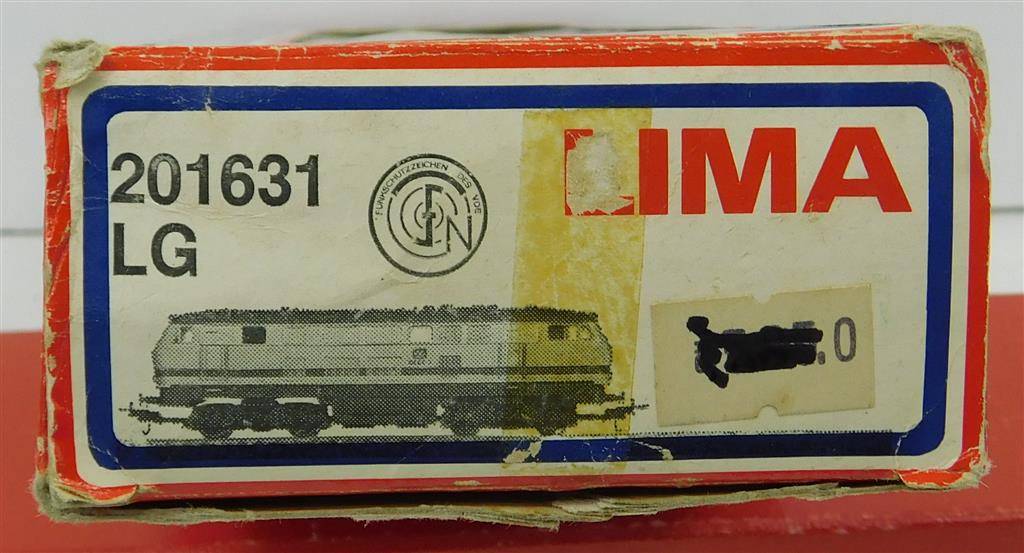 201631
LG
FUNKSCHUTZZEICHEN DES VDE
LIMA
.0